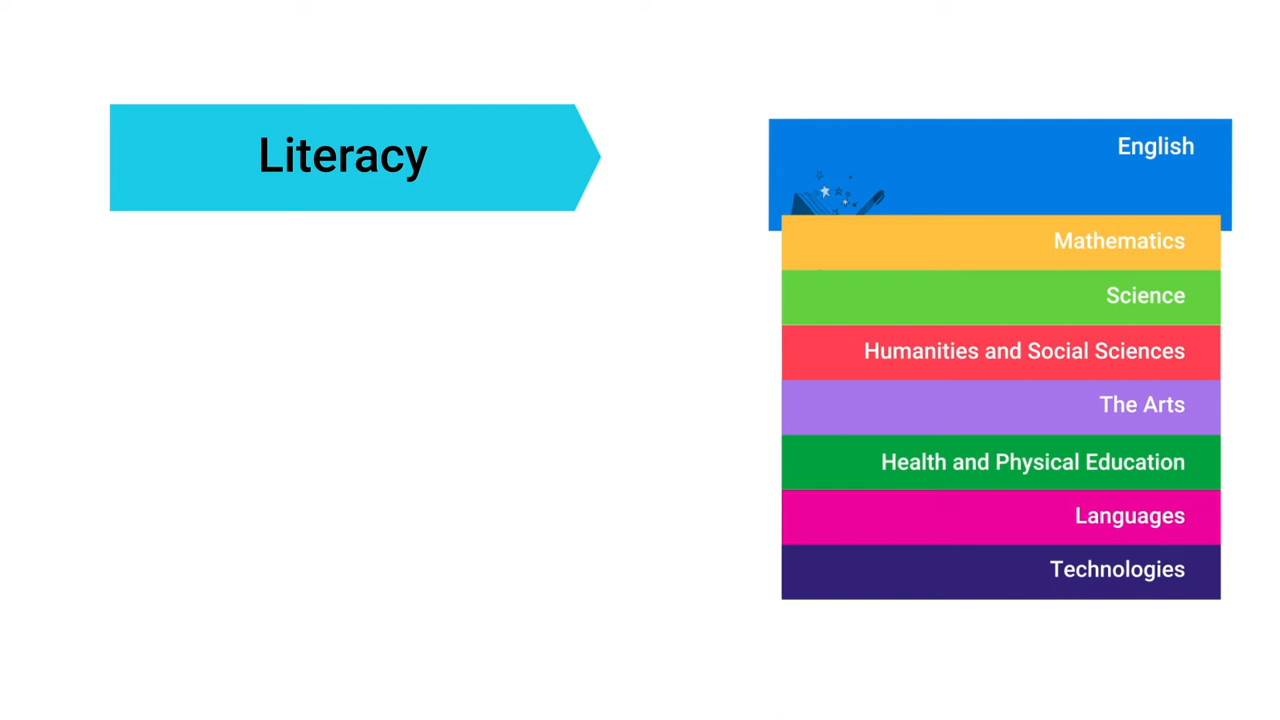 Literacy
English
Mathematics
Science
Humanities and Social Sciences
The Arts
Health and Physical Education
Languages
Technologies